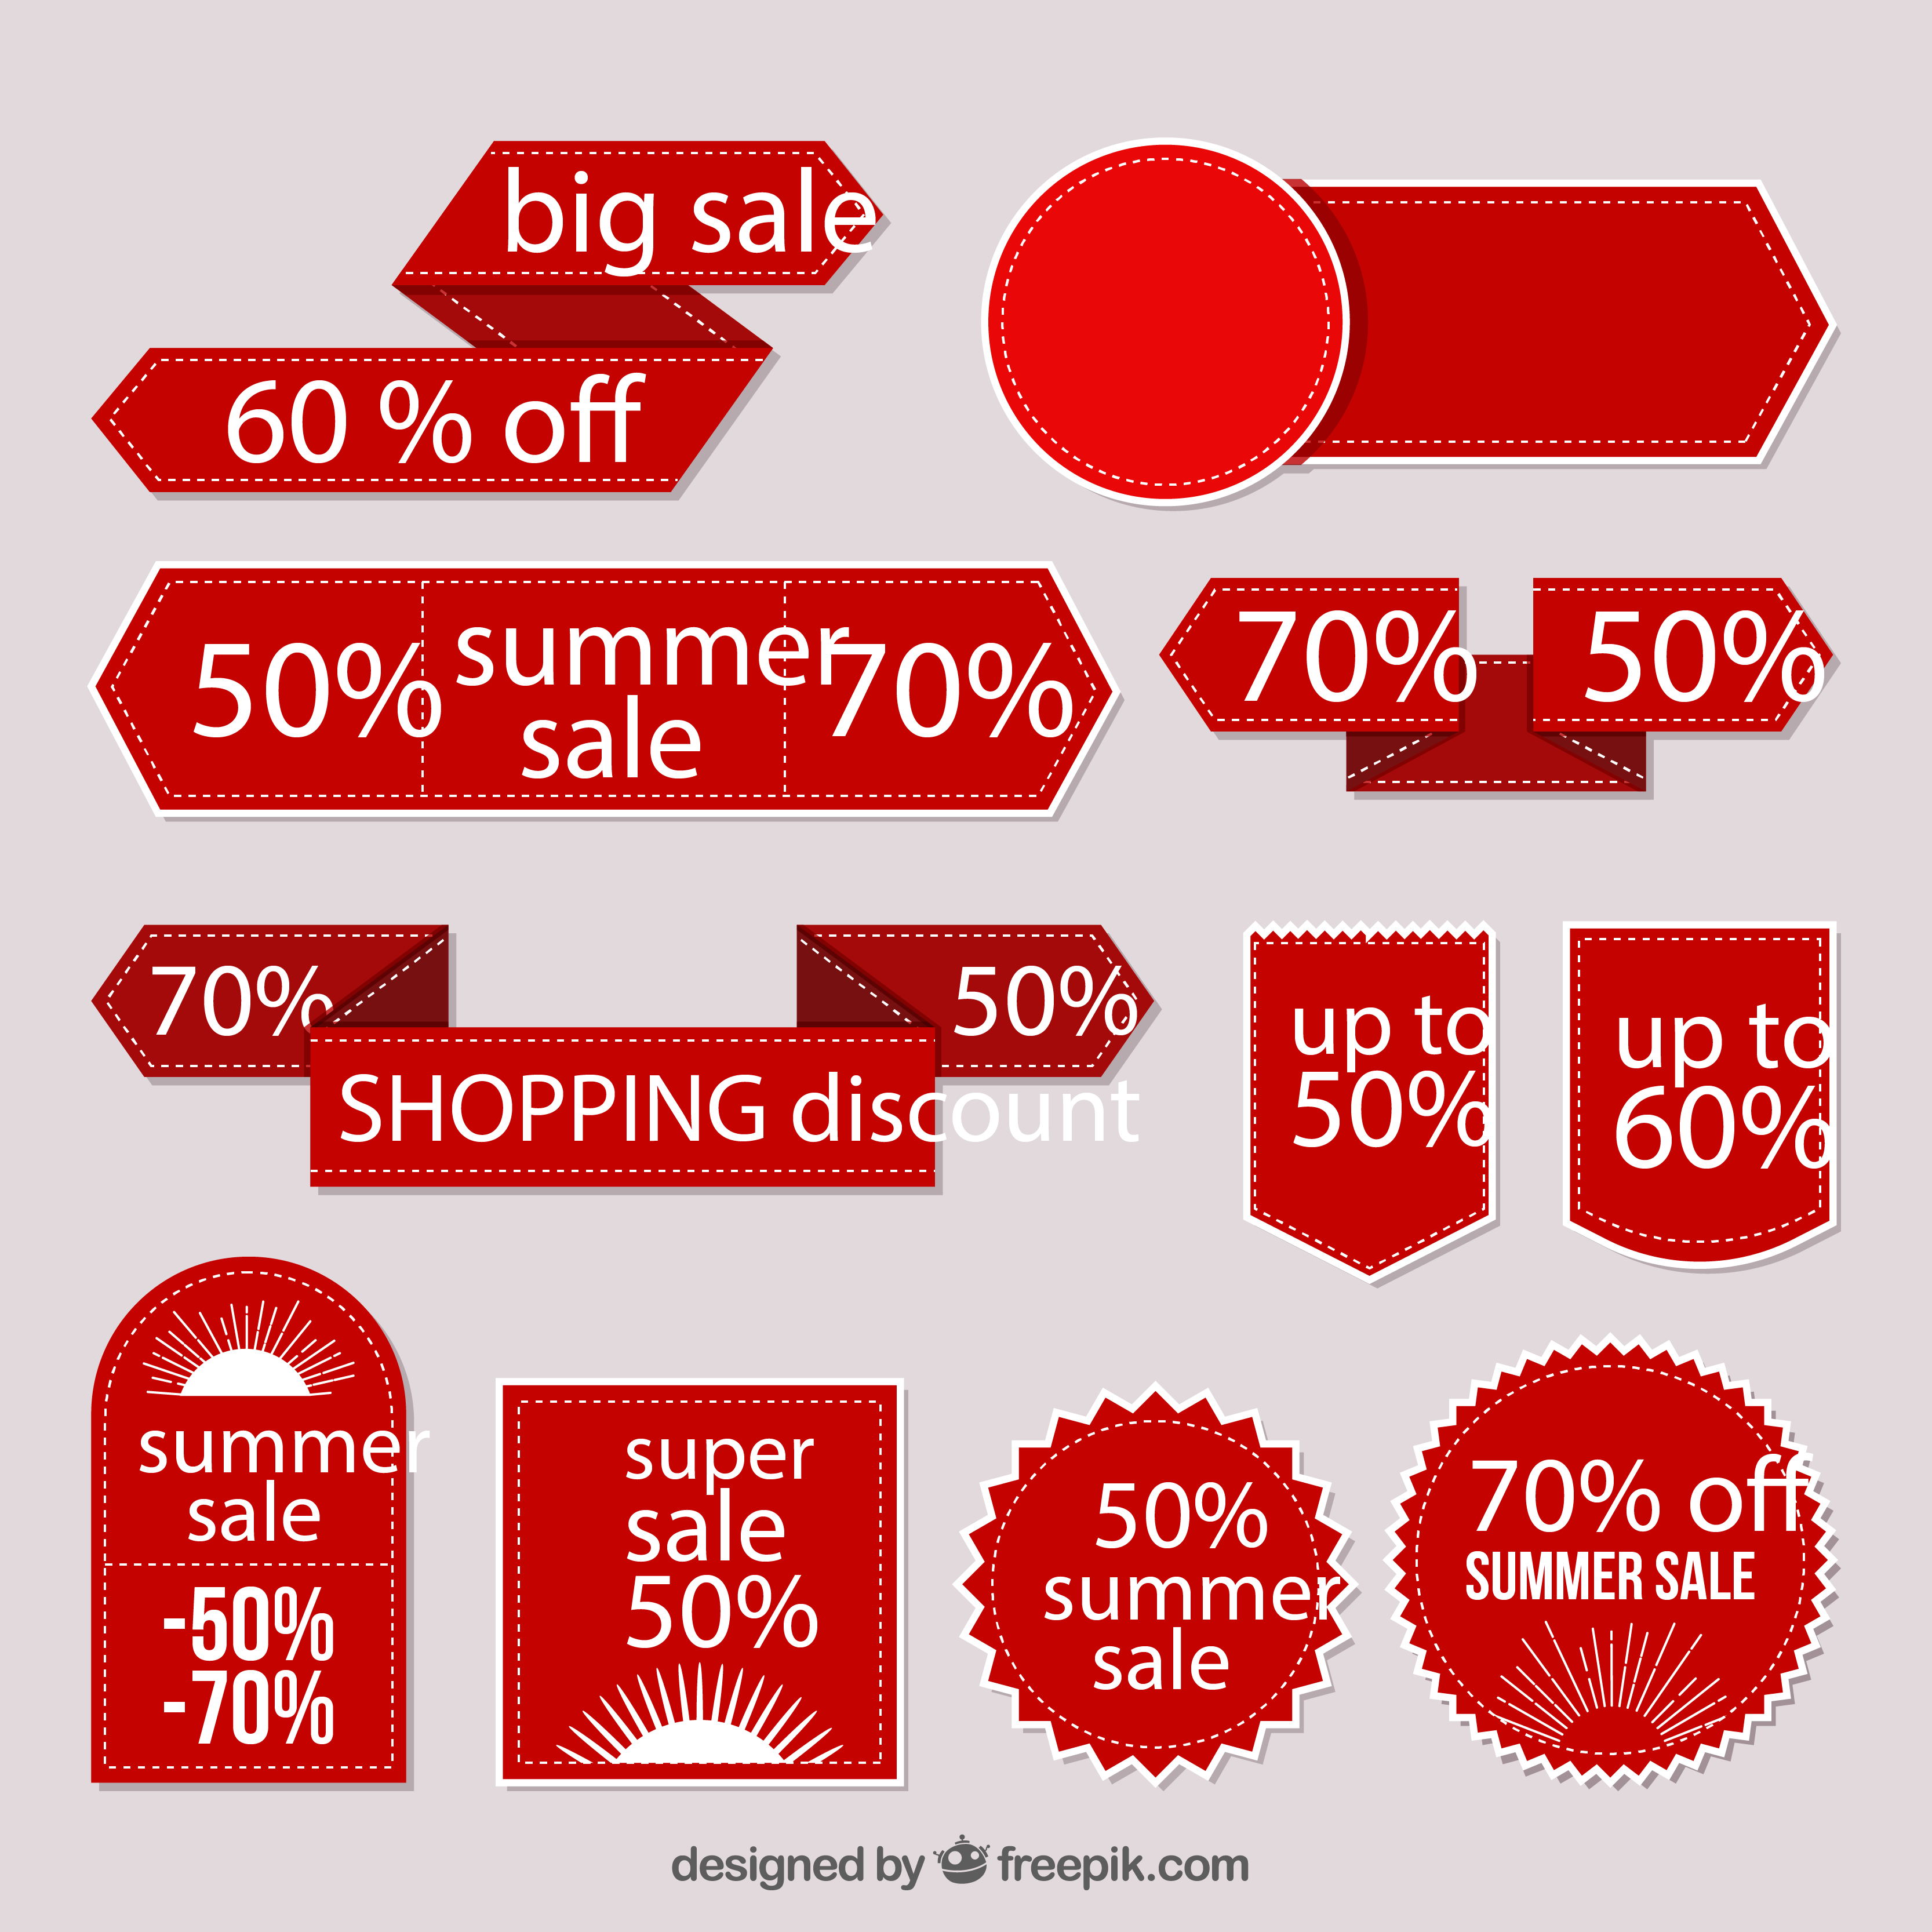 big sale
60 % off
50%
summer
sale
70%
70%
50%
70%
50%
SHOPPING discount
up to
50%
up to
60%
summer
sale
-50%
-70%
super
sale
50%
50%
summer
sale
70% off
SUMMER SALE
designed by freepik.com